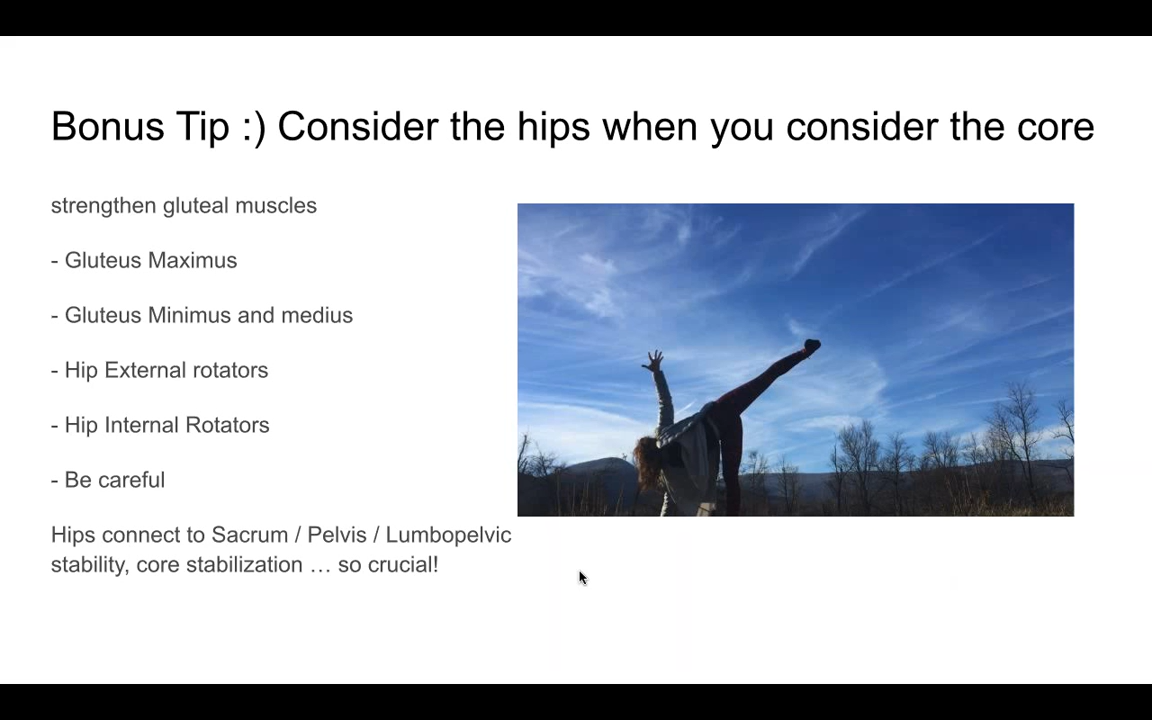 Bonus Tip :) Consider the hips when you consider the core
strengthen gluteal muscles
- Gluteus Maximus
- Gluteus Minimus and medius
- Hip External rotators
- Hip Internal Rotators
- Be careful
Hips connect to Sacrum / Pelvis / Lumbopelvic
stability, core stabilization … so crucial!